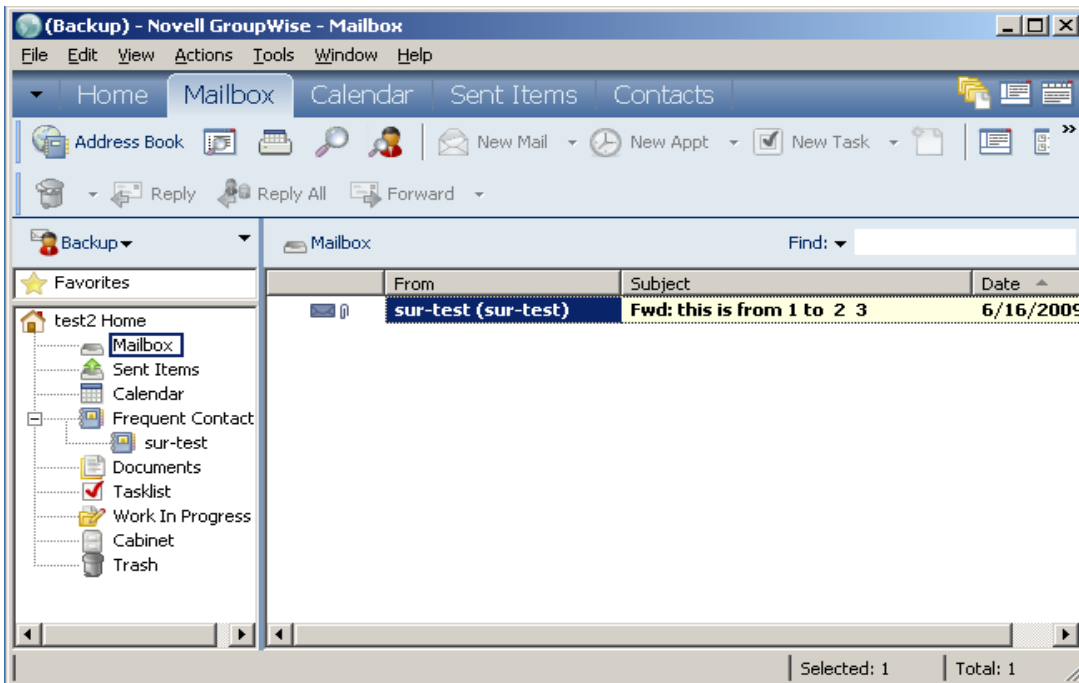 (Backup) - Novell GroupWise - Mailbox
File Edit View Actions Tools Window Help
Home Mailbox Calendar Sent Items Contacts
Address Book New Mail New Appt New Task »
Reply Reply All Forward
Backup Mailbox Find:
Favorites
From Subject Date
sur-test (sur-test) Fwd: this is from 1 to 2 3 6/16/2009
test2 Home
Mailbox
Sent Items
Calendar
Frequent Contact
sur-test
Documents
Tasklist
Work In Progress
Cabinet
Trash
Selected: 1 Total: 1